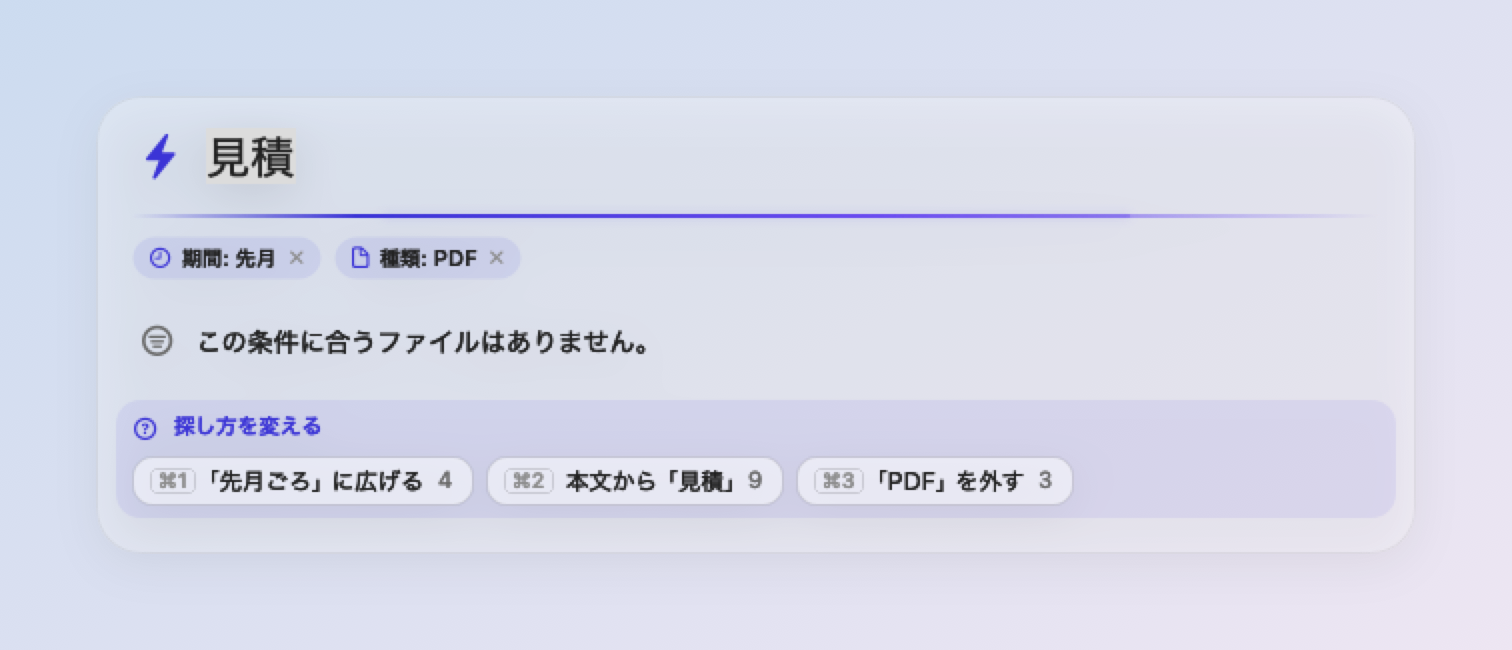 見積
期間: 先月 × 種類: PDF ×
この条件に合うファイルはありません。
探し方を変える
⌘1 「先月ごろ」に広げる 4 ⌘2 本文から「見積」 9 ⌘3 「PDF」を外す 3